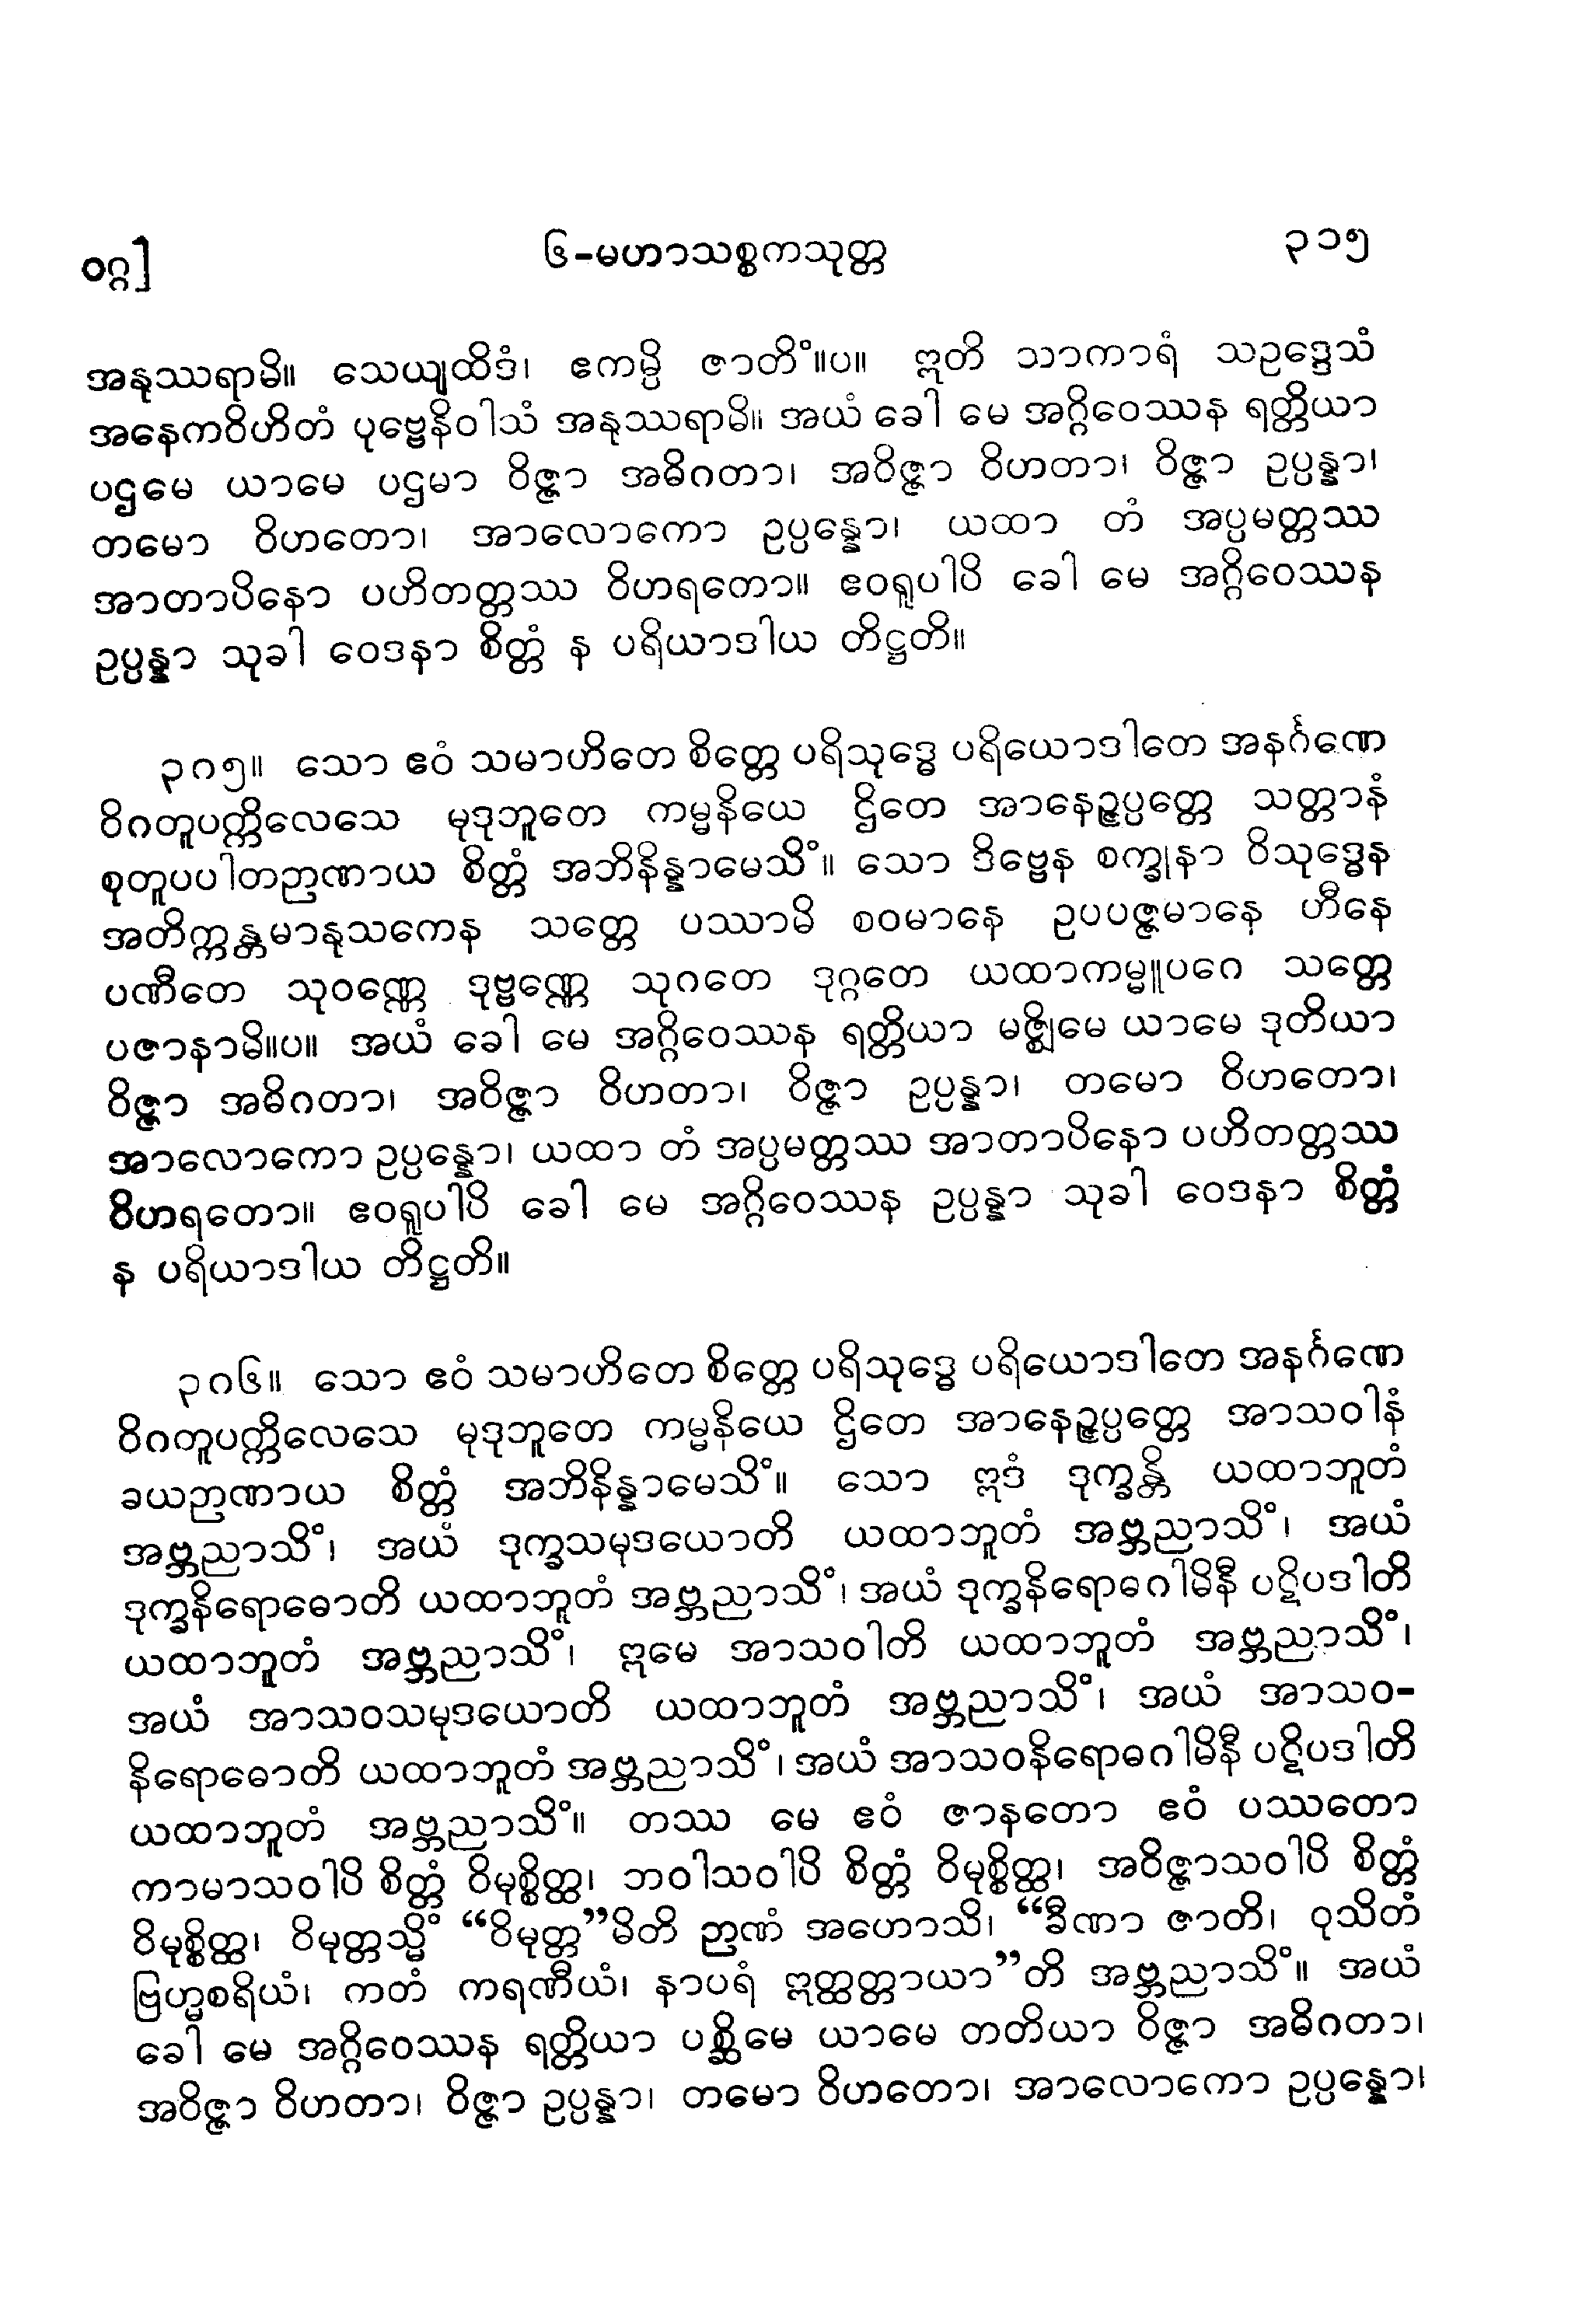 ဝဂ္ဂ]
၆-မဟာသစ္စကသုတ္တ
၃၁၅
အနုဿရာမိ။ သေယျထိဒံ၊ ဧကမ္ပိ ဇာတိံ။ပ။ ဣတိ သာကာရံ သဥဒ္ဒေသံ
အနေကဝိဟိတံ ပုဗ္ဗေနိဝါသံ အနုဿရာမိ။ အယံ ခေါ မေ အဂ္ဂိဝေဿန ရတ္တိယာ
ပဌမေ ယာမေ ပဌမာ ဝိဇ္ဇာ အဓိဂတာ၊ အဝိဇ္ဇာ ဝိဟတာ၊ ဝိဇ္ဇာ ဥပ္ပန္နာ၊
တမော ဝိဟတော၊ အာလောကော ဥပ္ပန္နော၊ ယထာ တံ အပ္ပမတ္တဿ
အာတာပိနော ပဟိတတ္တဿ ဝိဟရကော။ ဧဝရူပါပိ ခေါ မေ အဂ္ဂိဝေဿန
ဥပ္ပန္နာ သုခါ ဝေဒနာ စိတ္တံ န ပရိယာဒါယ တိဋ္ဌတိ။
၃၈၅။ သော ဧဝံ သမာဟိတေ စိတ္တေ ပရိသုဒ္ဓေ ပရိယောဒါတေ အနင်္ဂဏေ
ဝိဂတူပက္ကိလေသေ မုဒုဘူတေ ကမ္မနိယေ ဌိတေ အာနေဉ္ဇပ္ပတ္တေ သတ္တာနံ
စုတူပပါတဉာဏာယ စိတ္တံ အဘိနိန္နာမေသိံ။ သော ဒိဗ္ဗေန စက္ခုနာ ဝိသုဒ္ဓေန
အတိက္ကန္တမာနုသကေန သတ္တေ ပဿာမိ စဝမာနေ ဥပပဇ္ဇမာနေ ဟီနေ
ပဏီတေ သုဝဏ္ဏေ ဒုဗ္ဗဏ္ဏေ သုဂတေ ဒုဂ္ဂတေ ယထာကမ္မူပဂေ သတ္တေ
ပဇာနာမိ။ပ။ အယံ ခေါ မေ အဂ္ဂိဝေဿန ရတ္တိယာ မဇ္ဈိမေ ယာမေ ဒုတိယာ
ဝိဇ္ဇာ အဓိဂတာ၊ အဝိဇ္ဇာ ဝိဟတာ၊ ဝိဇ္ဇာ ဥပ္ပန္နာ၊ တမော ဝိဟတော၊
အာလောကော ဥပ္ပန္နော၊ ယထာ တံ အပ္ပမတ္တဿ အာတာပိနော ပဟိတတ္တဿ
ဝိဟရတော။ ဧဝရူပါပိ ခေါ မေ အဂ္ဂိဝေဿန ဥပ္ပန္နာ သုခါ ဝေဒနာ စိတ္တံ
န ပရိယာဒါယ တိဋ္ဌတိ။
၃၈၆။ သော ဧဝံ သမာဟိတေ စိတ္တေ ပရိသုဒ္ဓေ ပရိယောဒါတေ အနင်္ဂဏေ
ဝိဂတူပက္ကိလေသေ မုဒုဘူတေ ကမ္မနိယေ ဌိတေ အာနေဉ္ဇပ္ပတ္တေ အာသဝါနံ
ခယဉာဏာယ စိတ္တံ အဘိနိန္နာမေသိံ။ သော ဣဒံ ဒုက္ခန္တိ ယထာဘူတံ
အဗ္ဘညာသိံ၊ အယံ ဒုက္ခသမုဒယောတိ ယထာဘူတံ အဗ္ဘညာသိံ၊ အယံ
ဒုက္ခနိရောဓောတိ ယထာဘူတံ အဗ္ဘညာသိံ၊ အယံ ဒုက္ခနိရောဓဂါမိနီ ပဋိပဒါတိ
ယထာဘူတံ အဗ္ဘညာသိံ၊ ဣမေ အာသဝါတိ ယထာဘူတံ အဗ္ဘညာသိံ၊
အယံ အာသဝသမုဒယောတိ ယထာဘူတံ အဗ္ဘညာသိံ၊ အယံ အာသဝ-
နိရောဓောတိ ယထာဘူတံ အဗ္ဘညာသိံ၊ အယံ အာသဝနိရောဓဂါမိနီ ပဋိပဒါတိ
ယထာဘူတံ အဗ္ဘညာသိံ။ တဿ မေ ဧဝံ ဇာနတော ဧဝံ ပဿတော
ကာမာသဝါပိ စိတ္တံ ဝိမုစ္စိတ္ထ၊ ဘဝါသဝါပိ စိတ္တံ ဝိမုစ္စိတ္ထ၊ အဝိဇ္ဇာသဝါပိ စိတ္တံ
ဝိမုစ္စိတ္ထ၊ ဝိမုတ္တသ္မိံ “ဝိမုတ္တ”မိတိ ဉာဏံ အဟောသိ၊ “ခီဏာ ဇာတိ၊ ဝုသိတံ
ဗြဟ္မစရိယံ၊ ကတံ ကရဏီယံ၊ နာပရံ ဣတ္ထတ္တာယာ”တိ အဗ္ဘညာသိံ။ အယံ
ခေါ မေ အဂ္ဂိဝေဿန ရတ္တိယာ ပစ္ဆိမေ ယာမေ တတိယာ ဝိဇ္ဇာ အဓိဂတာ၊
အဝိဇ္ဇာ ဝိဟတာ၊ ဝိဇ္ဇာ ဥပ္ပန္နာ၊ တမော ဝိဟတော၊ အာလောကော ဥပ္ပန္နော၊